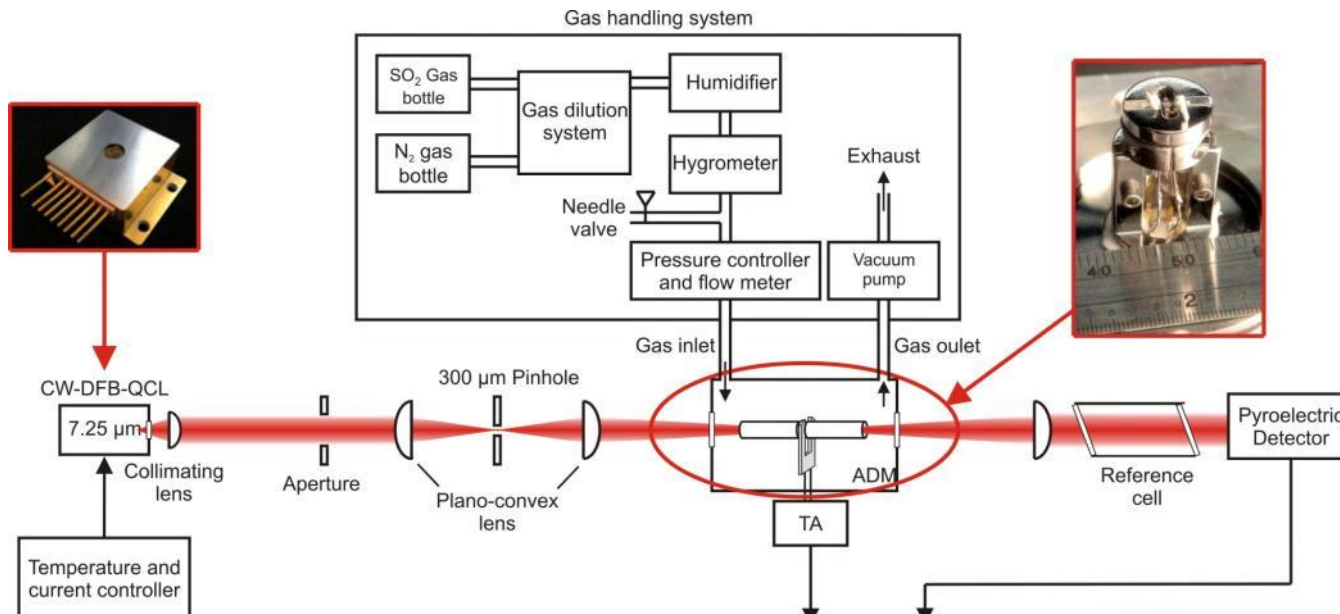 Gas handling system
SO₂ Gas
bottle
Gas dilution
system
Humidifier
N₂ gas
bottle
Hygrometer
Exhaust
Needle
valve
Pressure controller
and flow meter
Vacuum
pump
40
50
6
2
Gas inlet
Gas oulet
CW-DFB-QCL
7.25 µm
300 µm Pinhole
Pyroelectric
Detector
Collimating
lens
Aperture
Plano-convex
lens
ADM
Reference
cell
TA
Temperature and
current controller